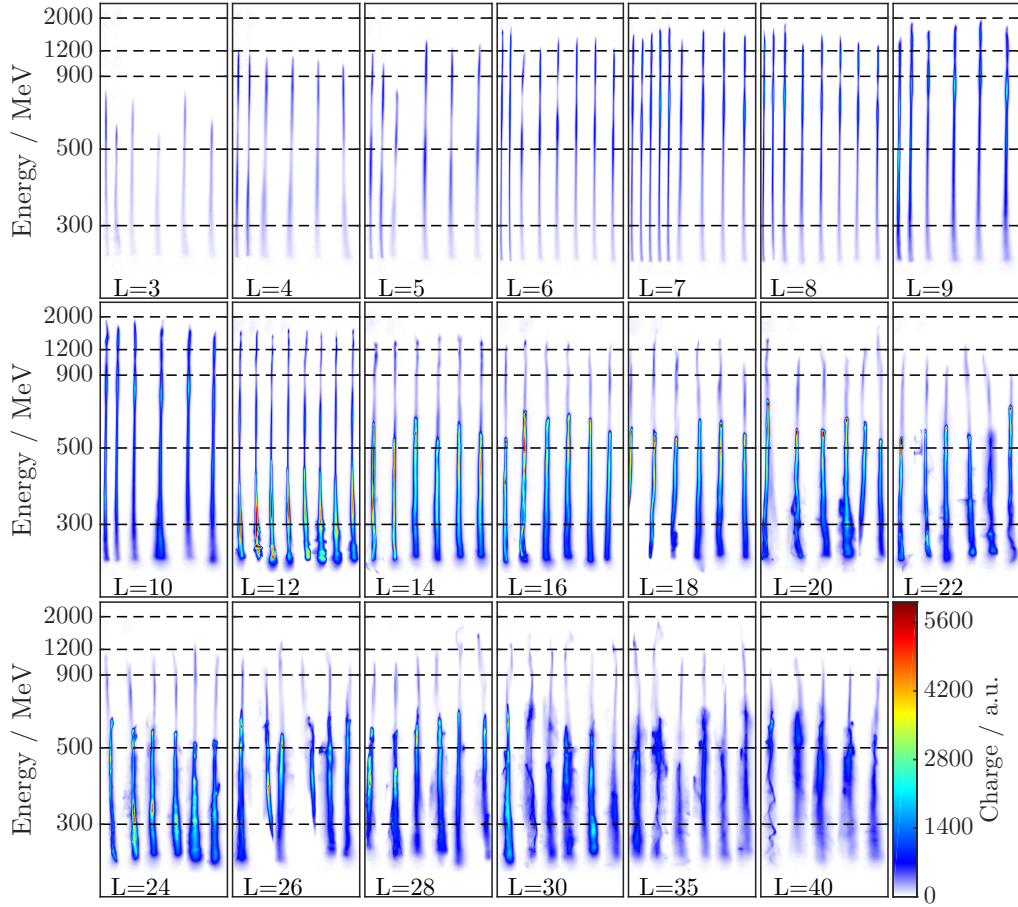 2000
1200
900
500
300
Energy / MeV
L=3 L=4 L=5 L=6 L=7 L=8 L=9
2000
1200
900
500
300
Energy / MeV
L=10 L=12 L=14 L=16 L=18 L=20 L=22
2000
1200
900
500
300
Energy / MeV
L=24 L=26 L=28 L=30 L=35 L=40
5600
4200
2800
1400
0
Charge / a.u.